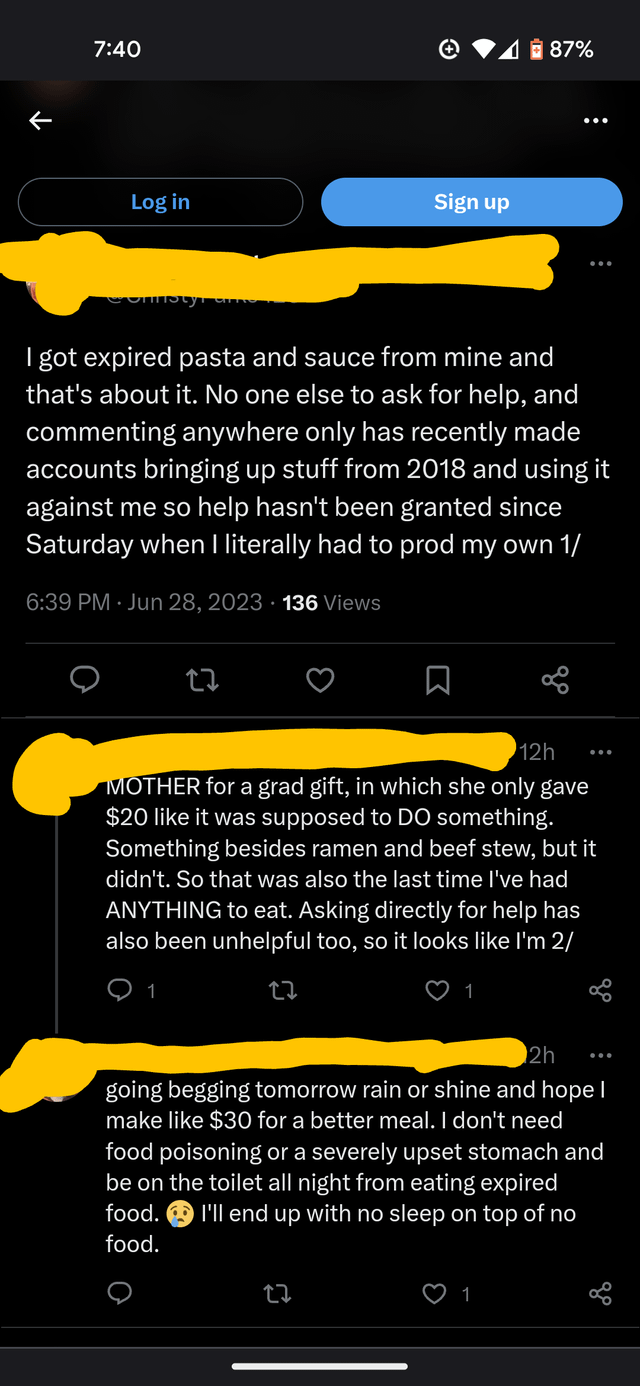 7:40
87%
Log in
Sign up
I got expired pasta and sauce from mine and
that's about it. No one else to ask for help, and
commenting anywhere only has recently made
accounts bringing up stuff from 2018 and using it
against me so help hasn't been granted since
Saturday when I literally had to prod my own 1/
6:39 PM · Jun 28, 2023 · 136 Views
12h
MOTHER for a grad gift, in which she only gave
$20 like it was supposed to DO something.
Something besides ramen and beef stew, but it
didn't. So that was also the last time I've had
ANYTHING to eat. Asking directly for help has
also been unhelpful too, so it looks like I'm 2/
1 1
2h
going begging tomorrow rain or shine and hope I
make like $30 for a better meal. I don't need
food poisoning or a severely upset stomach and
be on the toilet all night from eating expired
food. 😢 I'll end up with no sleep on top of no
food.
1